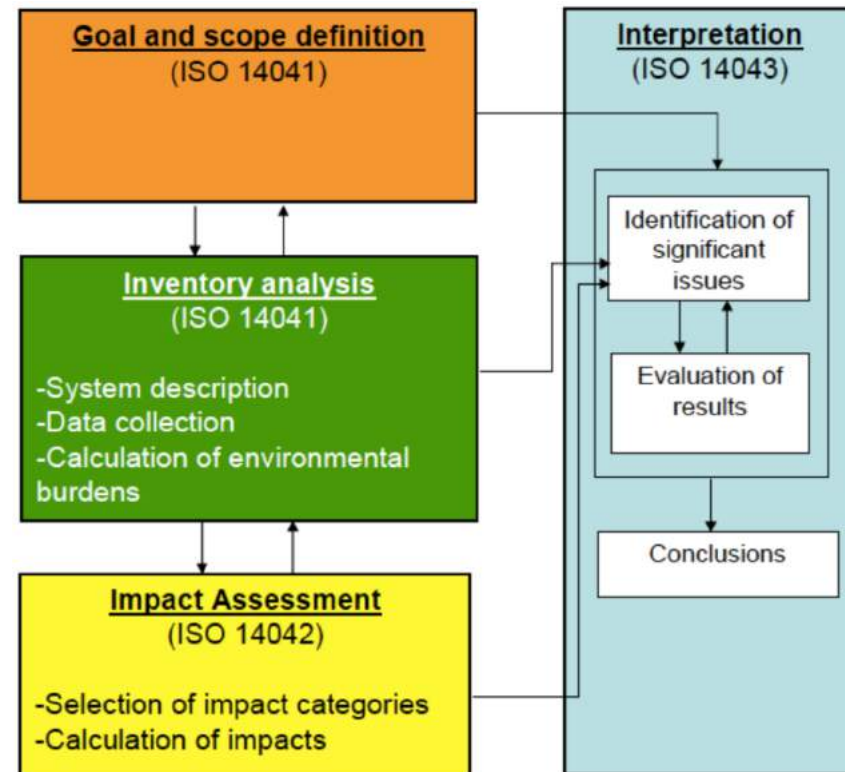 Goal and scope definition
(ISO 14041)
Inventory analysis
(ISO 14041)
-System description
-Data collection
-Calculation of environmental
burdens
Impact Assessment
(ISO 14042)
-Selection of impact categories
-Calculation of impacts
Interpretation
(ISO 14043)
Identification of
significant
issues
Evaluation of
results
Conclusions